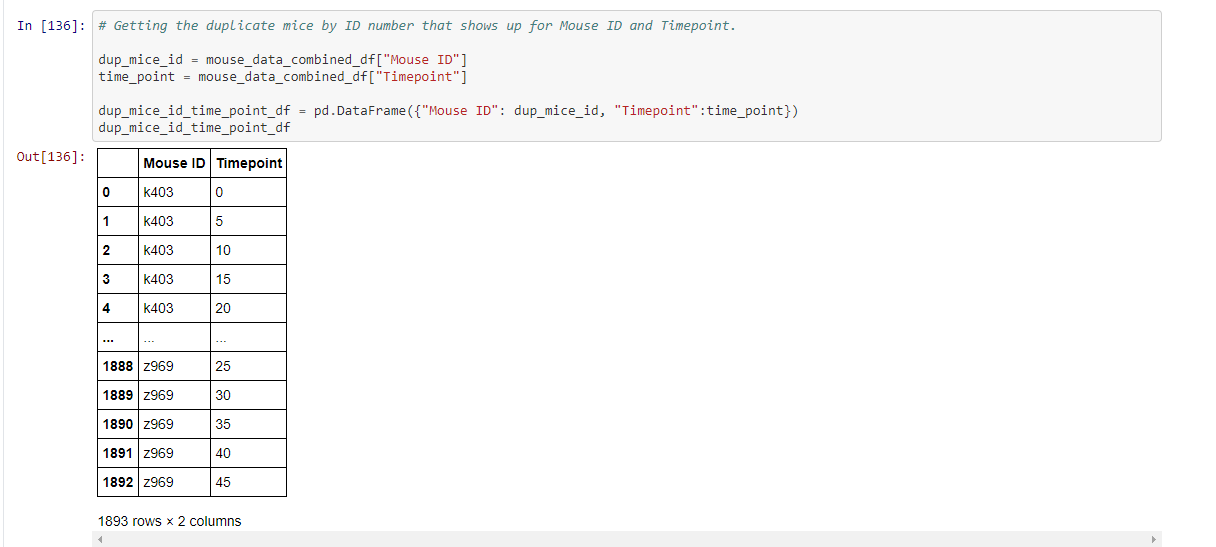 In [136]: # Getting the duplicate mice by ID number that shows up for Mouse ID and Timepoint.
dup_mice_id = mouse_data_combined_df["Mouse ID"]
time_point = mouse_data_combined_df["Timepoint"]
dup_mice_id_time_point_df = pd.DataFrame({"Mouse ID": dup_mice_id, "Timepoint":time_point})
dup_mice_id_time_point_df
Out[136]:
Mouse ID Timepoint
0 k403 0
1 k403 5
2 k403 10
3 k403 15
4 k403 20
... ... ...
1888 z969 25
1889 z969 30
1890 z969 35
1891 z969 40
1892 z969 45
1893 rows × 2 columns